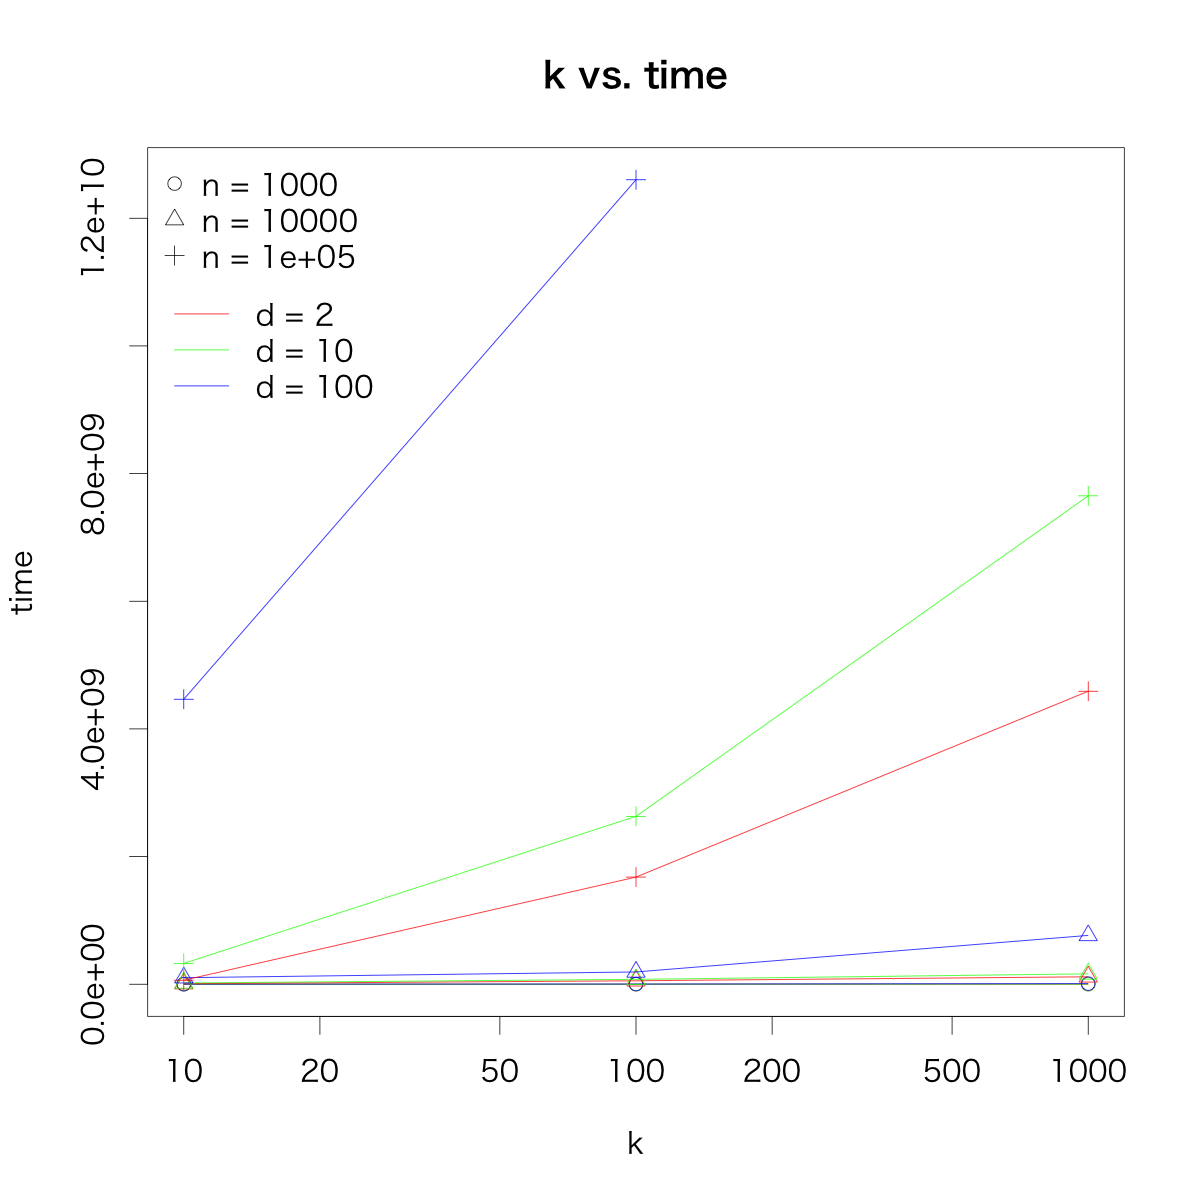 k vs. time
n = 1000
n = 10000
n = 1e+05
d = 2
d = 10
d = 100
1.2e+10
8.0e+09
4.0e+09
0.0e+00
time
10 20 50 100 200 500 1000
k